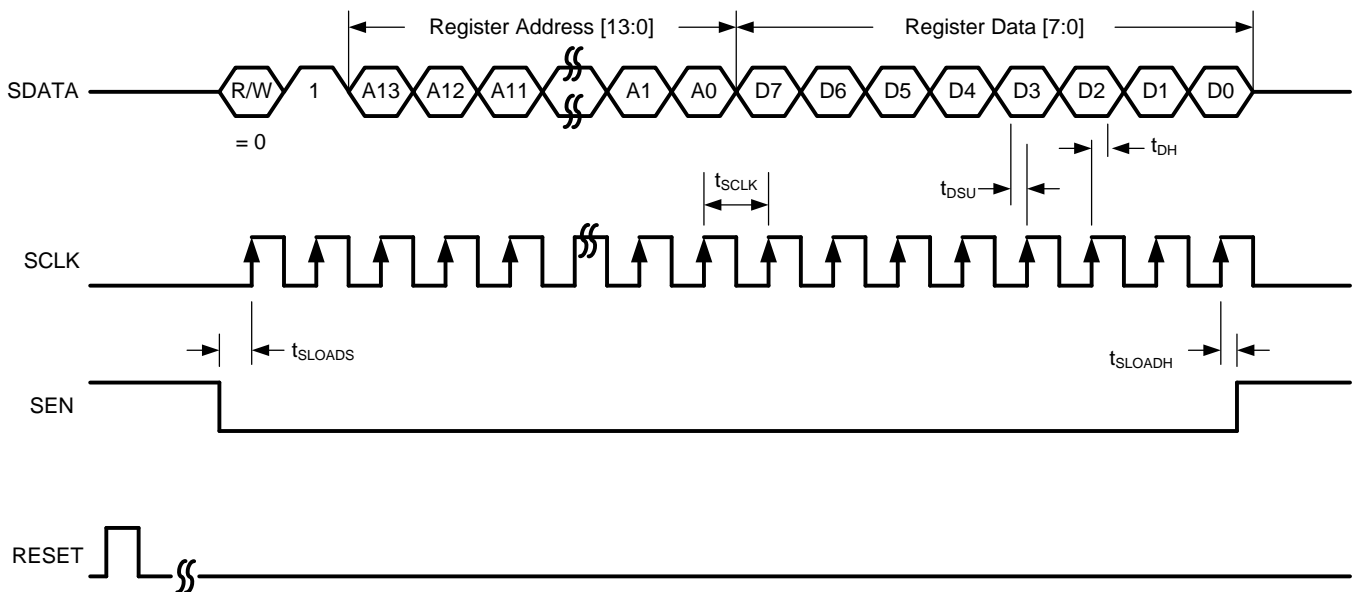 Register Address [13:0] Register Data [7:0]
SDATA R/W 1 A13 A12 A11 A1 A0 D7 D6 D5 D4 D3 D2 D1 D0
= 0 tDH
tSCLK tDSU
SCLK
tSLOADS tSLOADH
SEN
RESET